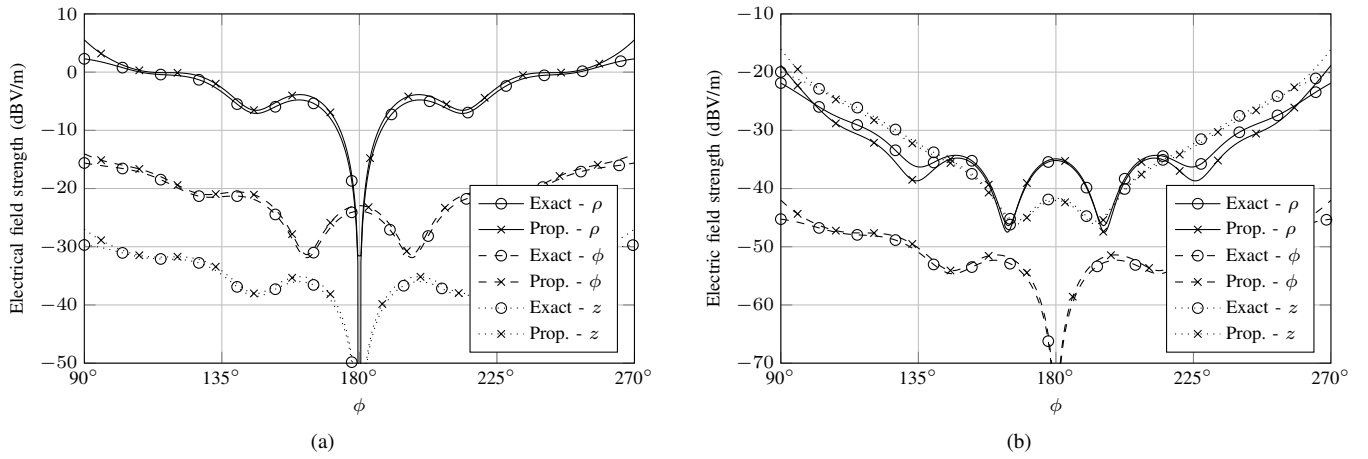 10
0
−10
−20
−30
−40
−50
90°
135°
180°
225°
270°
ϕ
Electrical field strength (dBV/m)
Exact - ρ
Prop. - ρ
Exact - ϕ
Prop. - ϕ
Exact - z
Prop. - z
(a)
−10
−20
−30
−40
−50
−60
−70
90°
135°
180°
225°
270°
ϕ
Electric field strength (dBV/m)
Exact - ρ
Prop. - ρ
Exact - ϕ
Prop. - ϕ
Exact - z
Prop. - z
(b)